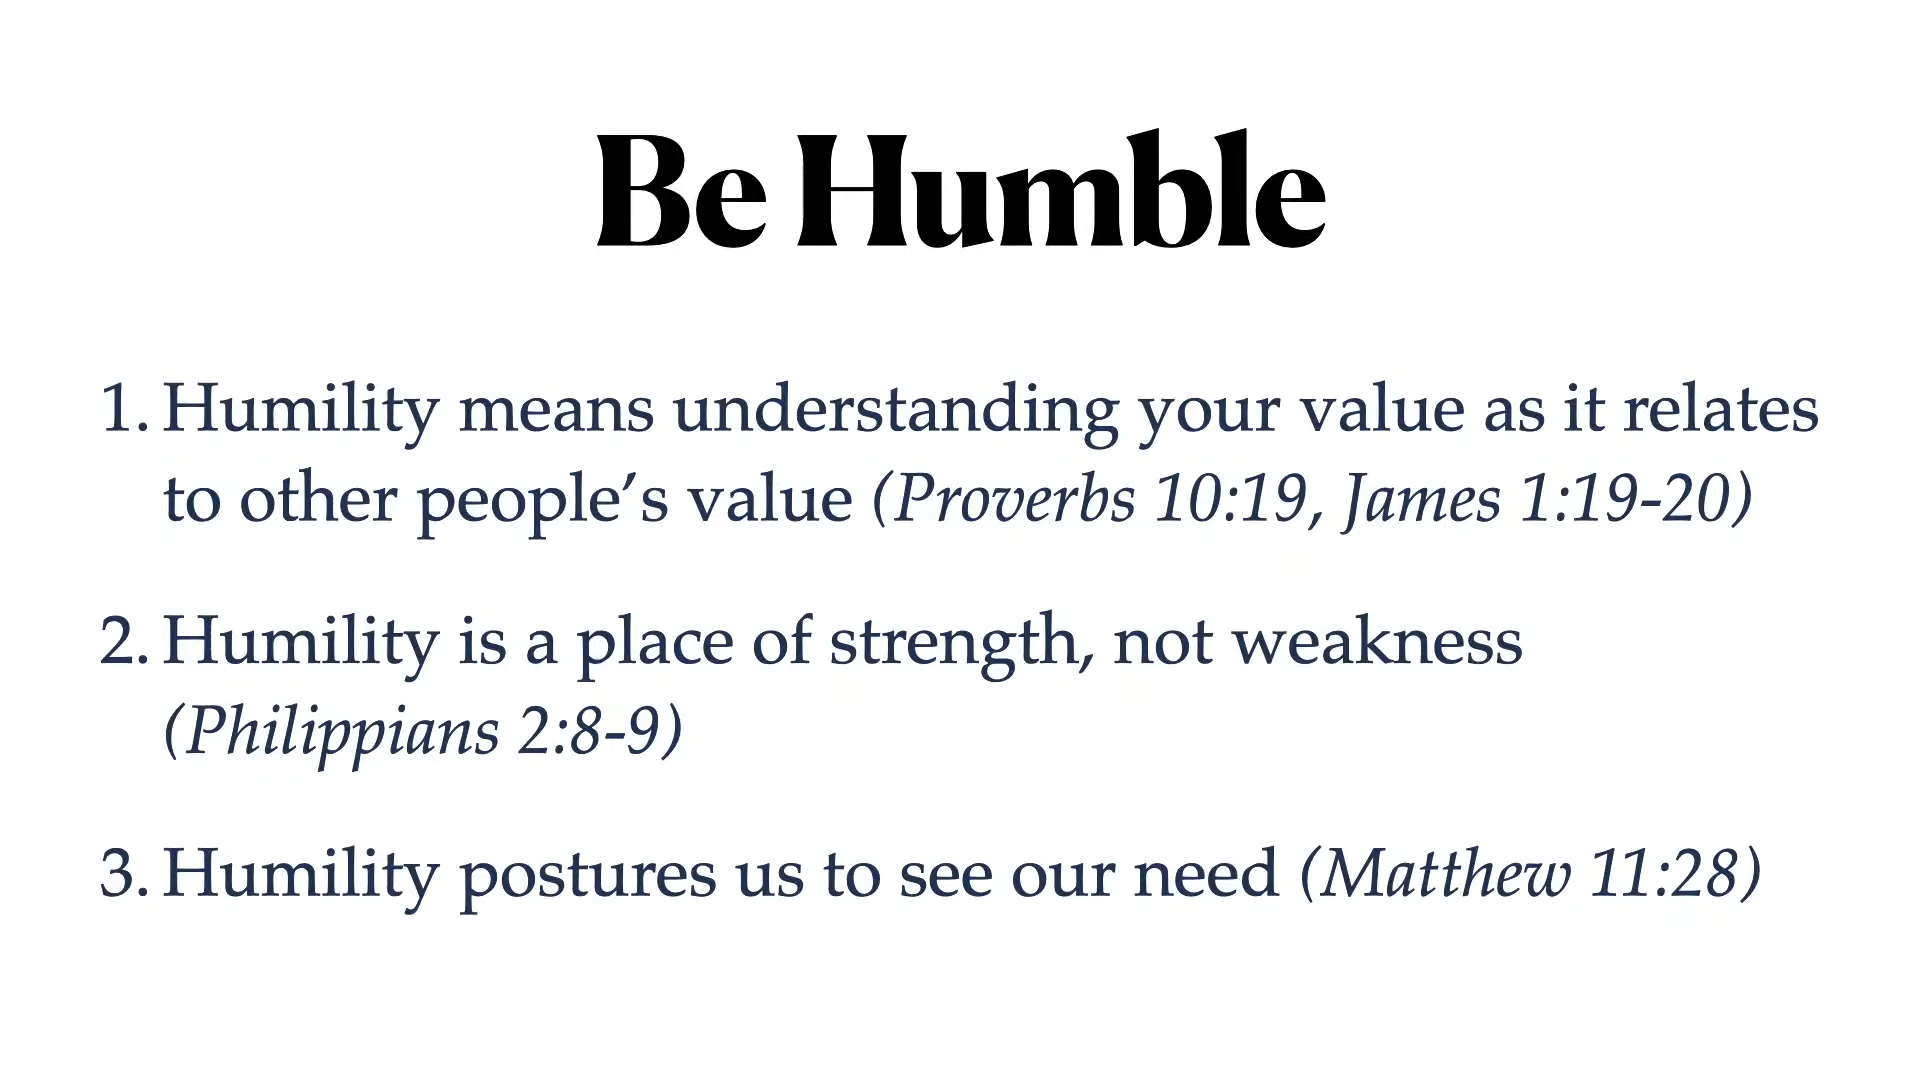 Be Humble
1. Humility means understanding your value as it relates
to other people’s value (Proverbs 10:19, James 1:19-20)
2. Humility is a place of strength, not weakness
(Philippians 2:8-9)
3. Humility postures us to see our need (Matthew 11:28)